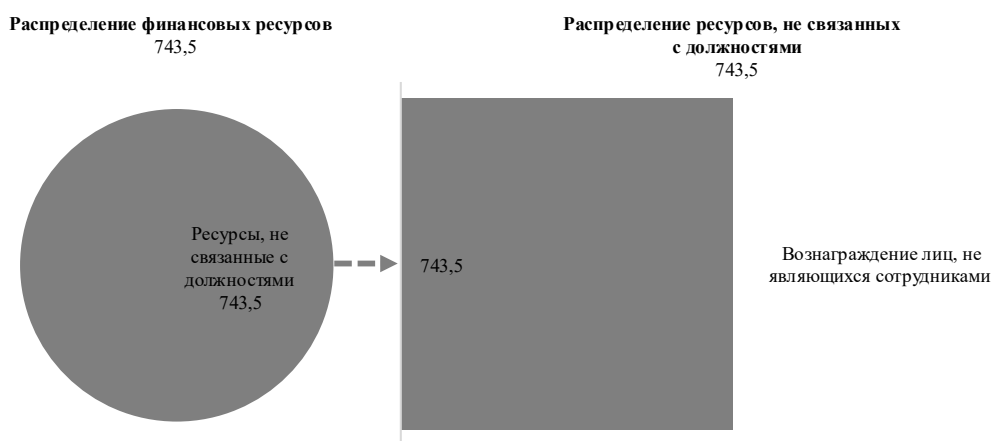 Распределение финансовых ресурсов
743,5
Распределение ресурсов, не связанных
с должностями
743,5
Ресурсы, не
связанные с
должностями
743,5
743,5
Вознаграждение лиц, не
являющихся сотрудниками